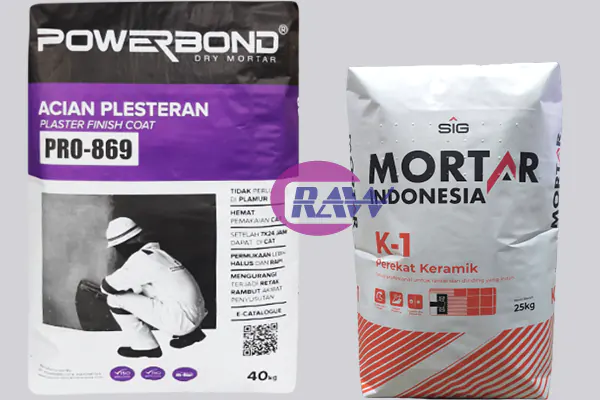 POWERBOND®
DRY MORTAR
ACIAN PLESTERAN
PLASTER FINISH COAT
PRO-869
TIDAK PERLU
DI PLAMUR
HEMAT
PEMAKAIAN CAT
SETELAH 7X24 JAM
DAPAT DI CAT
PERMUKAAN LEBIH
HALUS DAN RAPI
MENGURANGI
TERJADI RETAK
RAMBUT AKIBAT
PENYUSUTAN
E-CATALOGUE
40kg
CRAW
SIG
MORTAR
INDONESIA
K-1
Perekat Keramik
25kg